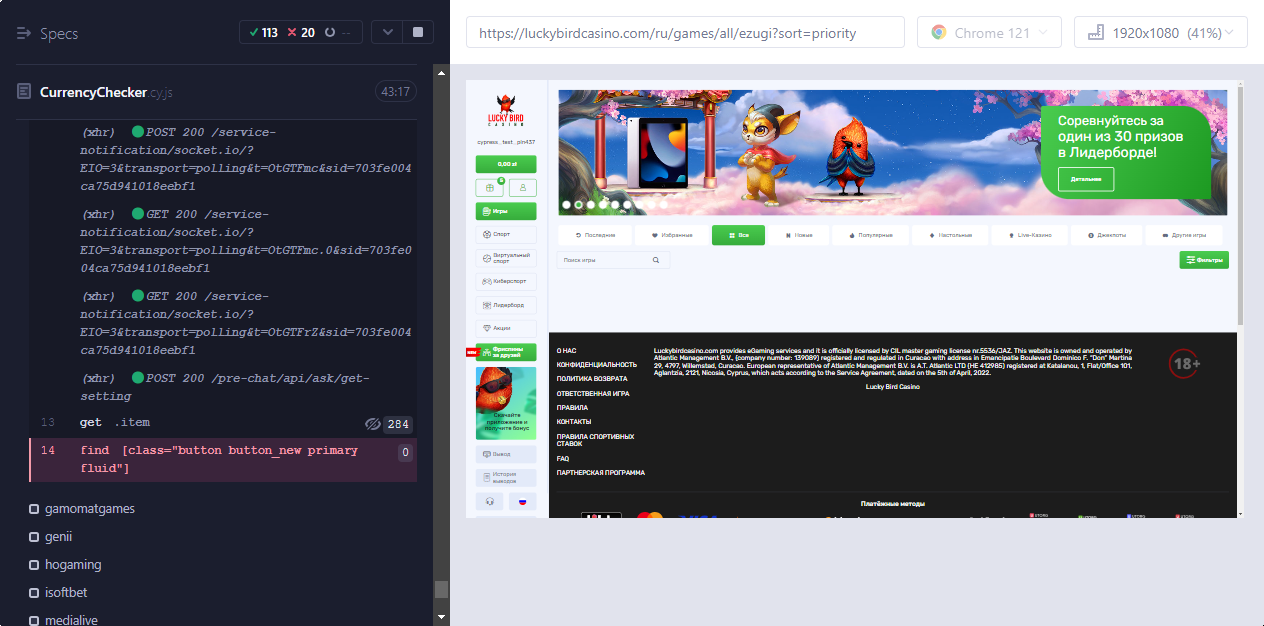 Specs
113
20
--
https://luckybirdcasino.com/ru/games/all/ezugi?sort=priority
Chrome 121
1920x1080 (41%)
CurrencyChecker.cy.js
43:17
(xhr) POST 200 /service-
notification/socket.io/?
EIO=3&transport=polling&t=OtGTFmc&sid=703fe004
ca75d941018eebf1
(xhr) GET 200 /service-
notification/socket.io/?
EIO=3&transport=polling&t=OtGTFmc.0&sid=703fe0
04ca75d941018eebf1
(xhr) GET 200 /service-
notification/socket.io/?
EIO=3&transport=polling&t=OtGTFrZ&sid=703fe004
ca75d941018eebf1
(xhr) POST 200 /pre-chat/api/ask/get-
setting
13 get .item 284
14 find [class="button button_new primary
fluid"] 0
gamomatgames
genii
hogaming
isoftbet
medialive
LUCKY BIRD
CASINO
cypress_test_pln437
0,00 zł
Игры
Спорт
Виртуальный
спорт
Киберспорт
Лидерборд
Акции
NEW
Фриспины
за друзей
Скачайте
приложение и
получите бонус
Вывод
История
выводов
Соревнуйтесь за
один из 30 призов
в Лидерборде!
Детальнее
Последние
Избранные
Все
Новые
Популярные
Настольные
Live-Казино
Джекпоты
Другие игры
Поиск игры
Фильтры
О НАС
КОНФИДЕНЦИАЛЬНОСТЬ
ПОЛИТИКА ВОЗВРАТА
ОТВЕТСТВЕННАЯ ИГРА
ПРАВИЛА
КОНТАКТЫ
ПРАВИЛА СПОРТИВНЫХ
СТАВОК
FAQ
ПАРТНЕРСКАЯ ПРОГРАММА
Luckybirdcasino.com provides eGaming services and it is officially licensed by CIL master gaming license nr.5536/JAZ. This website is owned and operated by
Atlantic Management B.V., (company number: 139089) registered and regulated in Curacao with address in Emancipatie Boulevard Dominico F. "Don" Martina
29, 4797, Willemstad, Curacao. European representative of Atlantic Management B.V. is A.T. Atlantic LTD (HE 412985) registered at Katalanou, 1, Flat/Office 101,
Aglantzia, 2121, Nicosia, Cyprus, which acts according to the Service Agreement, dated on the 5th of April, 2022.
Lucky Bird Casino
18+
Платёжные методы